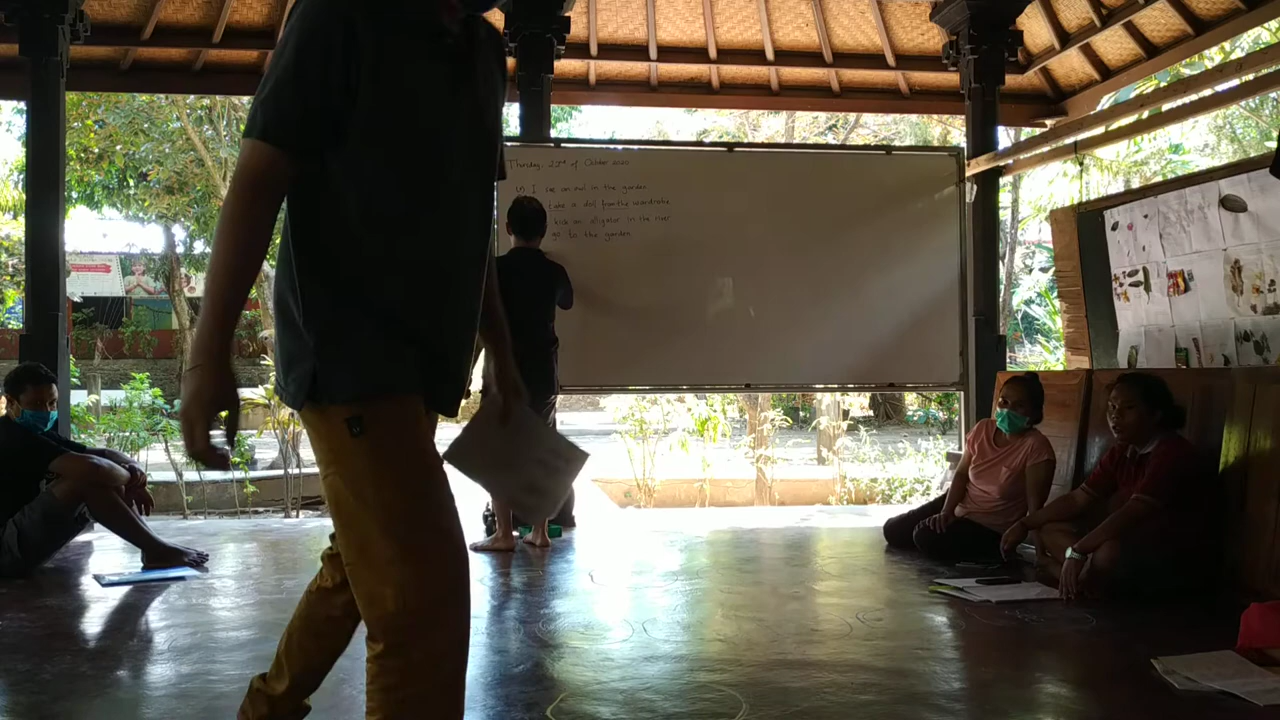 Thursday, 22nd of October 2020
I see an owl in the garden
take a doll from the wardrobe
kick an alligator in the river
go to the garden